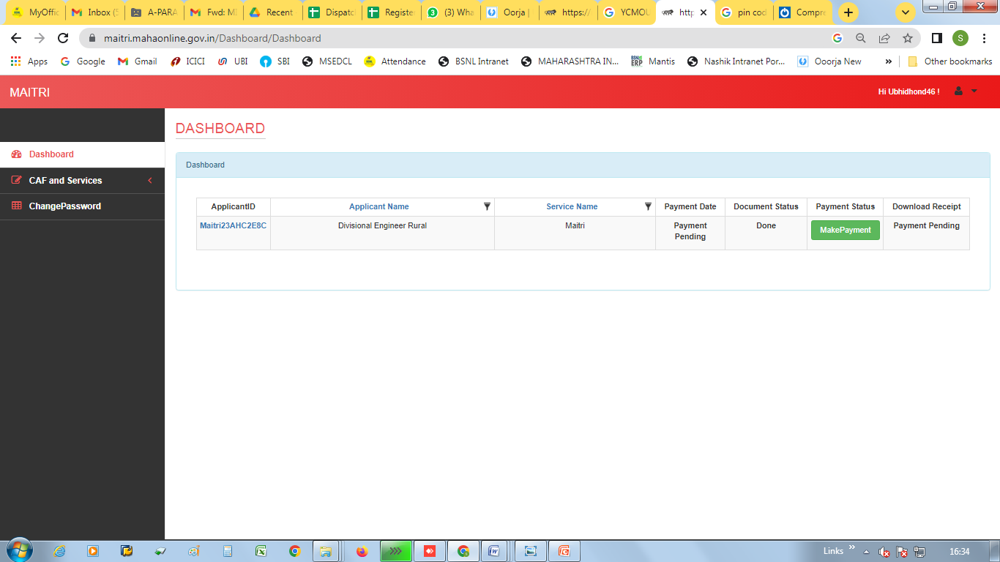 MyOffic
Inbox (5
A-PARA
Fwd: MI
Recent
Dispatc
Registe
(3) Wha
Oorja
https://
YCMOU
http
pin cod
Compre
maitri.mahaonline.gov.in/Dashboard/Dashboard
S
Apps
Google
Gmail
ICICI
UBI
SBI
MSEDCL
Attendance
BSNL Intranet
MAHARASHTRA IN...
Mantis
Nashik Intranet Por...
Ooorja New
»
Other bookmarks
MAITRI
Hi Ubhidhond46 !
DASHBOARD
Dashboard
CAF and Services
ChangePassword
Dashboard
ApplicantID Applicant Name Service Name Payment Date Document Status Payment Status Download Receipt
Maitri23AHC2E8C Divisional Engineer Rural Maitri Payment Pending Done MakePayment Payment Pending
Links
16:34